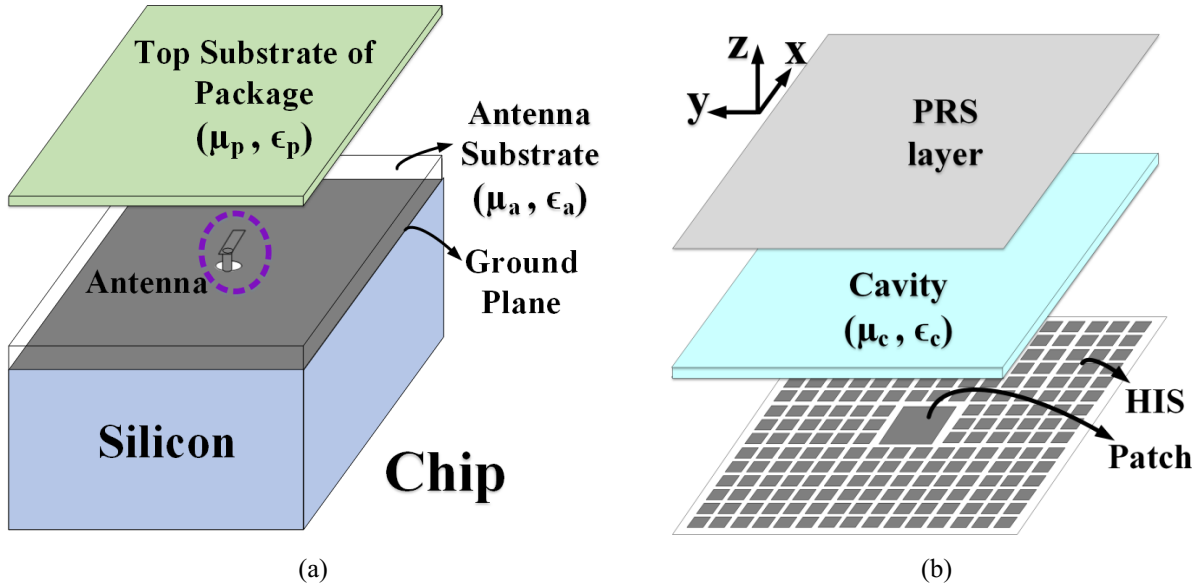 Top Substrate of
Package
(μp , ϵp)
Antenna
Substrate
(μa , ϵa)
Antenna
Ground
Plane
Silicon
Chip
(a)
z
x
y
PRS
layer
Cavity
(μc , ϵc)
HIS
Patch
(b)